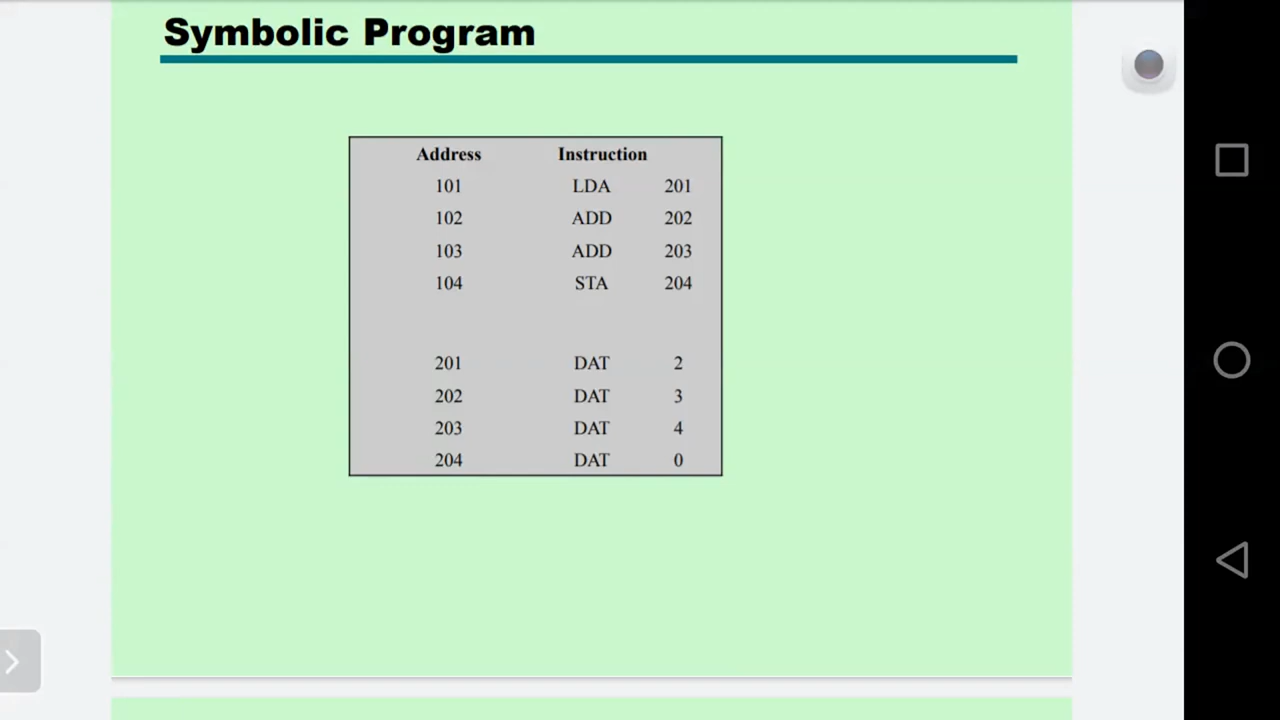 Symbolic Program
Address Instruction
101 LDA 201
102 ADD 202
103 ADD 203
104 STA 204
201 DAT 2
202 DAT 3
203 DAT 4
204 DAT 0